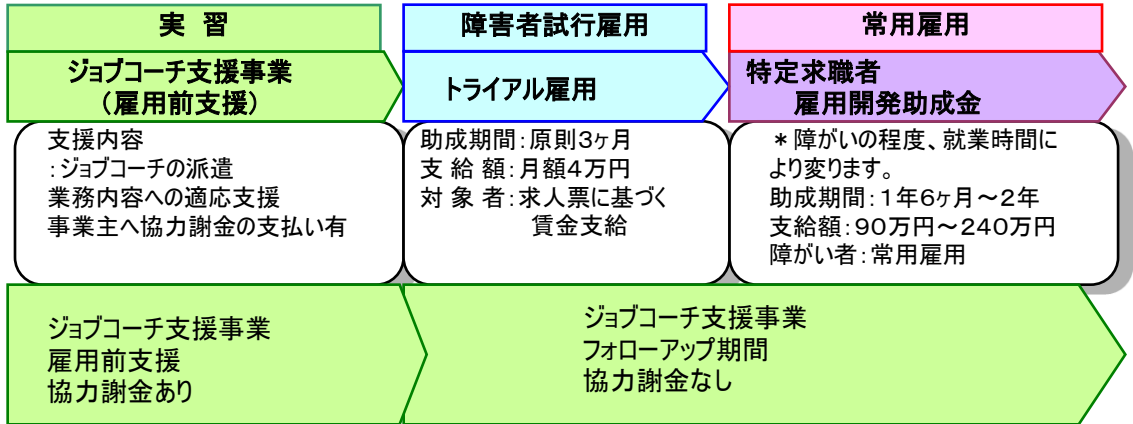 実 習
障害者試行雇用
常用雇用
ジョブコーチ支援事業
（雇用前支援）
トライアル雇用
特定求職者
雇用開発助成金
支援内容
：ジョブコーチの派遣
業務内容への適応支援
事業主へ協力謝金の支払い有
助成期間：原則3ヶ月
支 給 額：月額4万円
対 象 者：求人票に基づく
賃金支給
＊障がいの程度、就業時間に
より変ります。
助成期間：1年6ヶ月～2年
支給額：90万円～240万円
障がい者：常用雇用
ジョブコーチ支援事業
雇用前支援
協力謝金あり
ジョブコーチ支援事業
フォローアップ期間
協力謝金なし